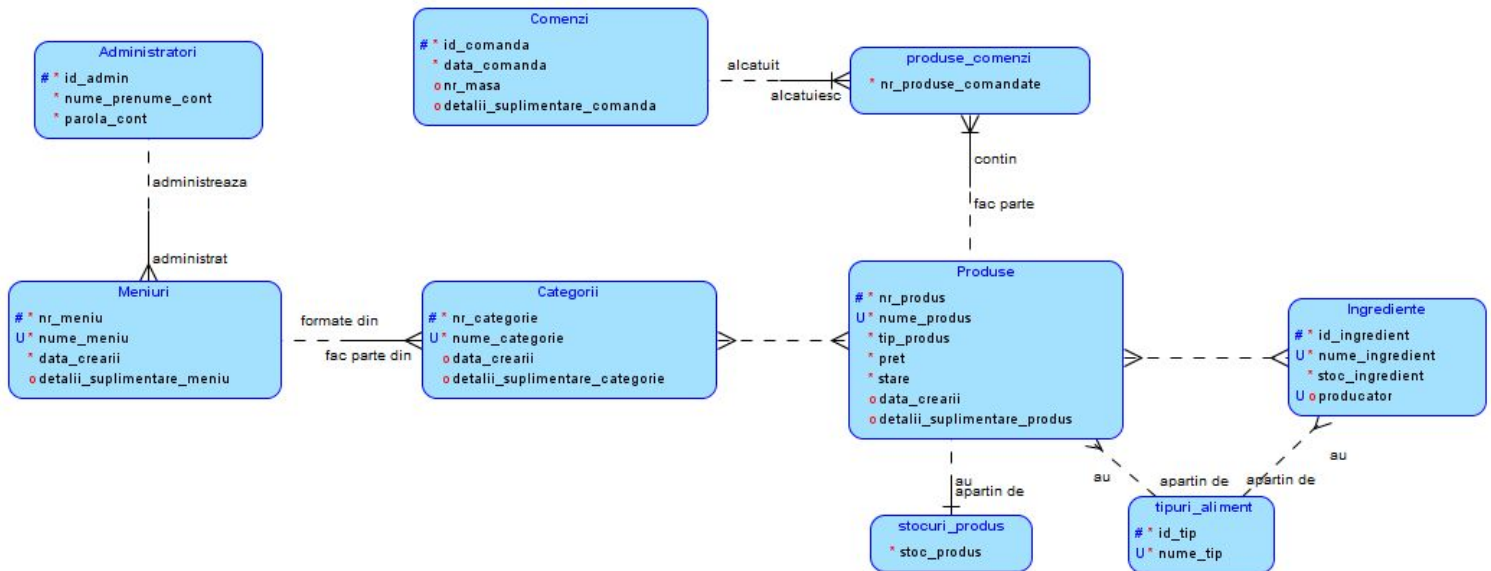 Administratori
# * id_admin
* nume_prenume_cont
* parola_cont
Comenzi
# * id_comanda
* data_comanda
o nr_masa
o detalii_suplimentare_comanda
alcatuit
alcatuiesc
produse_comenzi
* nr_produse_comandate
administreaza
administrat
contin
fac parte
Meniuri
# * nr_meniu
U * nume_meniu
* data_crearii
o detalii_suplimentare_meniu
formate din
fac parte din
Categorii
# * nr_categorie
U * nume_categorie
o data_crearii
o detalii_suplimentare_categorie
Produse
# * nr_produs
U * nume_produs
* tip_produs
* pret
* stare
o data_crearii
o detalii_suplimentare_produs
Ingrediente
# * id_ingredient
U * nume_ingredient
* stoc_ingredient
U o producator
au
apartin de
au
apartin de
apartin de
au
stocuri_produs
* stoc_produs
tipuri_aliment
# * id_tip
U * nume_tip